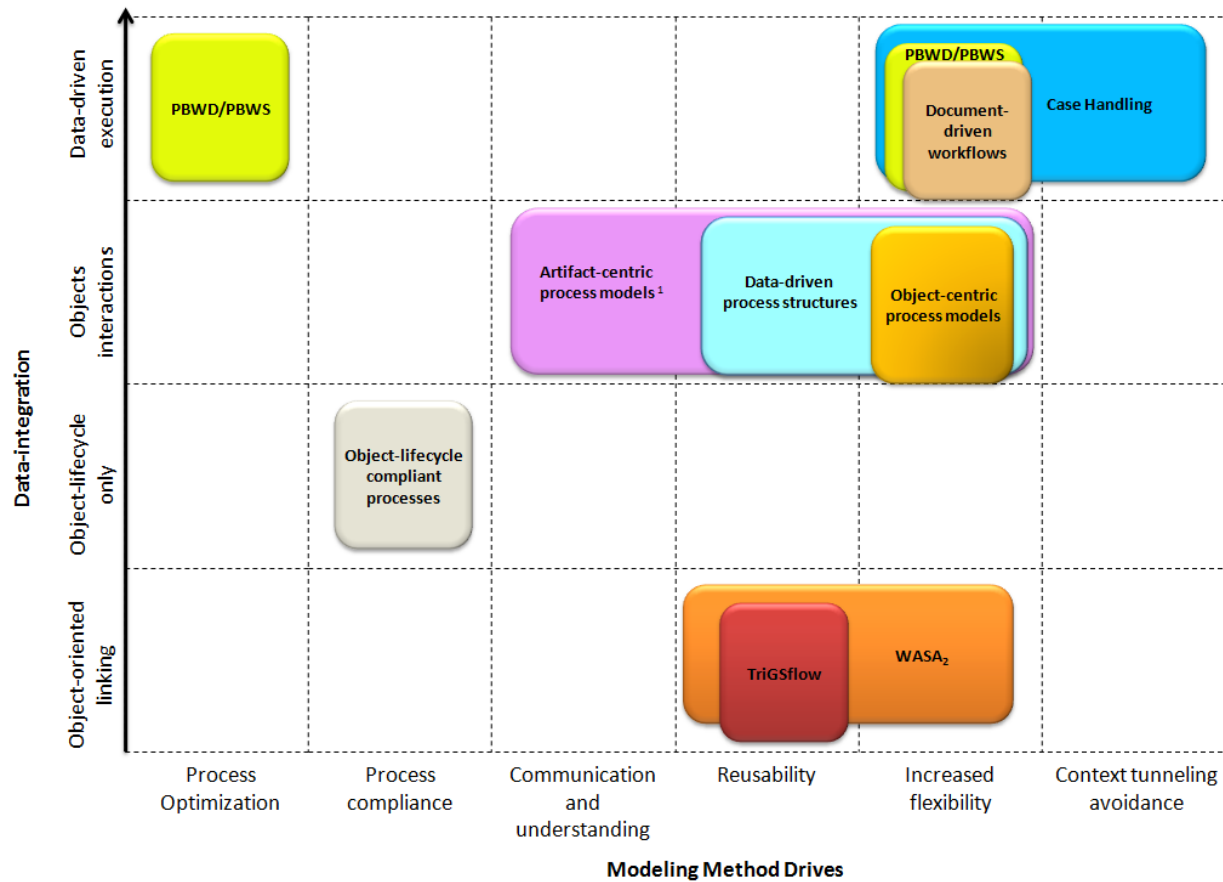 Data-integration
Data-driven
execution
Objects
interactions
Object-lifecycle
only
Object-oriented
linking
PBWD/PBWS
PBWD/PBWS
Document-
driven
workflows
Case Handling
Artifact-centric
process models ¹
Data-driven
process structures
Object-centric
process models
Object-lifecycle
compliant
processes
TriGSflow
WASA₂
Process
Optimization
Process
compliance
Communication
and
understanding
Reusability
Increased
flexibility
Context tunneling
avoidance
Modeling Method Drives